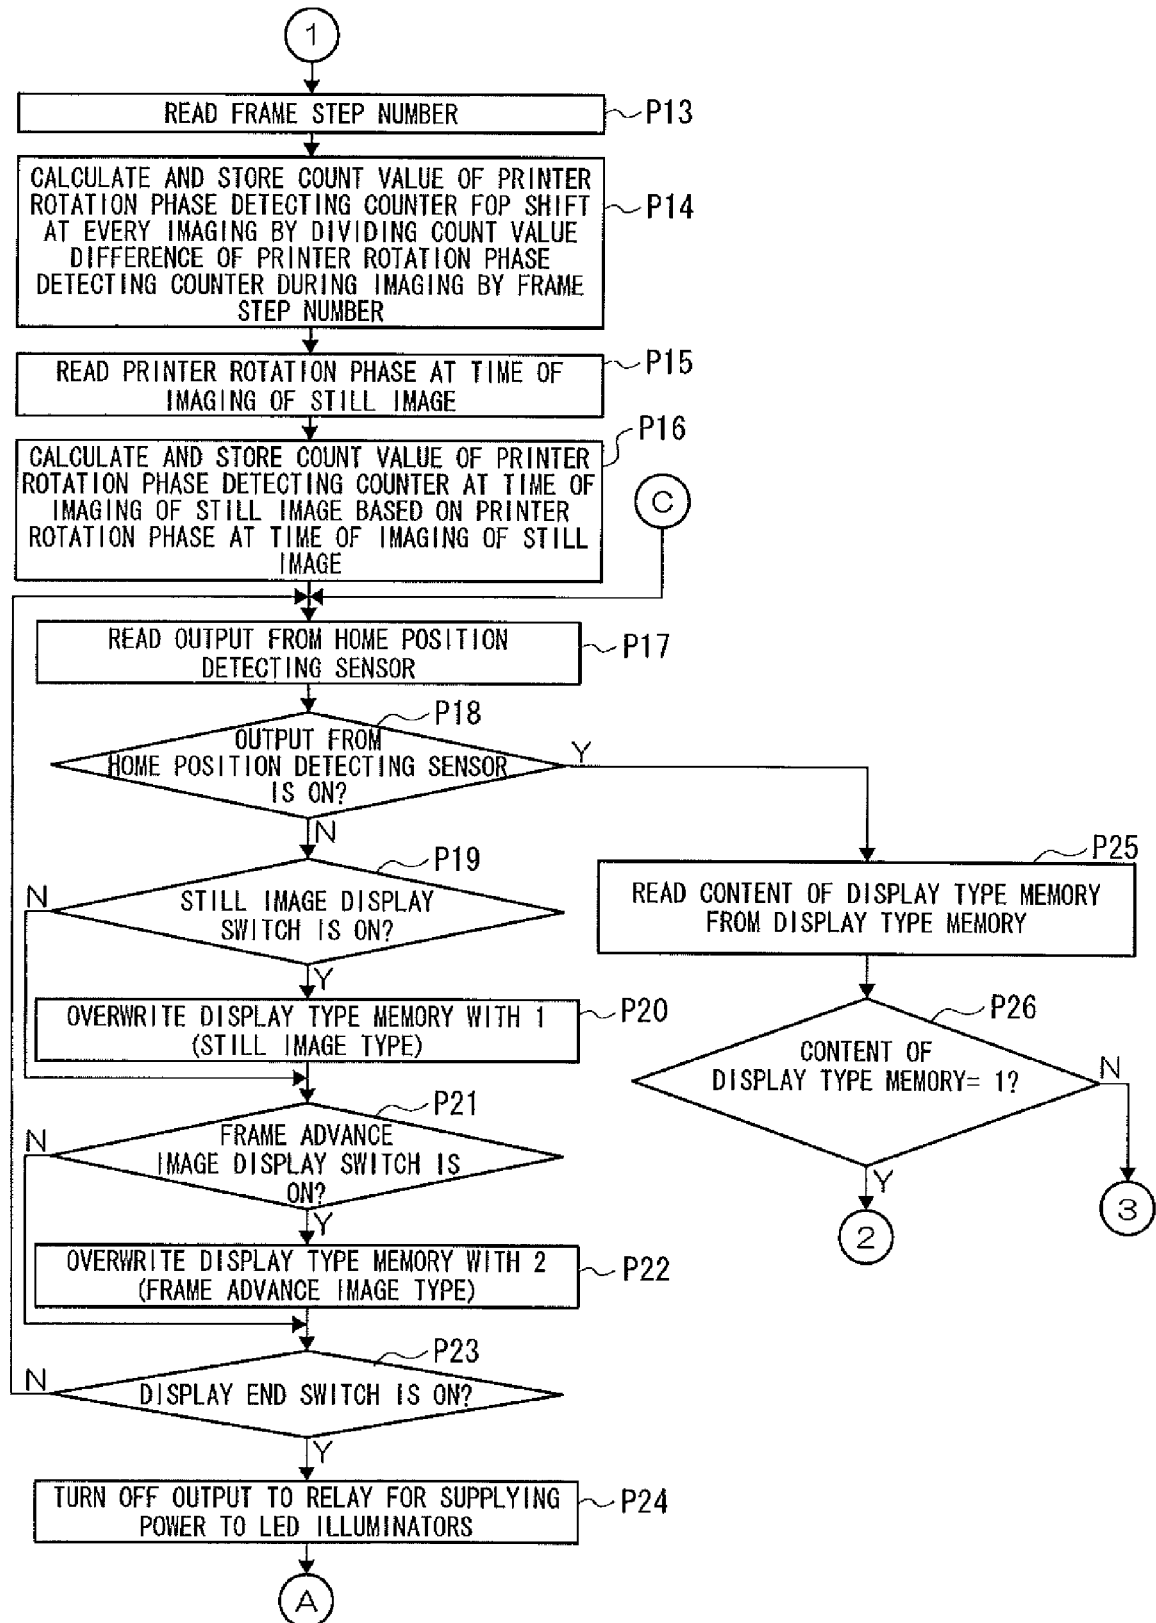 1
READ FRAME STEP NUMBER
P13
CALCULATE AND STORE COUNT VALUE OF PRINTER
ROTATION PHASE DETECTING COUNTER FOP SHIFT
AT EVERY IMAGING BY DIVIDING COUNT VALUE
DIFFERENCE OF PRINTER ROTATION PHASE
DETECTING COUNTER DURING IMAGING BY FRAME
STEP NUMBER
P14
READ PRINTER ROTATION PHASE AT TIME OF
IMAGING OF STILL IMAGE
P15
CALCULATE AND STORE COUNT VALUE OF PRINTER
ROTATION PHASE DETECTING COUNTER AT TIME OF
IMAGING OF STILL IMAGE BASED ON PRINTER
ROTATION PHASE AT TIME OF IMAGING OF STILL
IMAGE
P16
C
READ OUTPUT FROM HOME POSITION
DETECTING SENSOR
P17
P18
OUTPUT FROM
HOME POSITION DETECTING SENSOR
IS ON?
Y
N
P19
STILL IMAGE DISPLAY
SWITCH IS ON?
N
Y
OVERWRITE DISPLAY TYPE MEMORY WITH 1
(STILL IMAGE TYPE)
P20
P21
FRAME ADVANCE
IMAGE DISPLAY SWITCH IS
ON?
N
Y
OVERWRITE DISPLAY TYPE MEMORY WITH 2
(FRAME ADVANCE IMAGE TYPE)
P22
P23
DISPLAY END SWITCH IS ON?
N
Y
TURN OFF OUTPUT TO RELAY FOR SUPPLYING
POWER TO LED ILLUMINATORS
P24
A
P25
READ CONTENT OF DISPLAY TYPE MEMORY
FROM DISPLAY TYPE MEMORY
P26
CONTENT OF
DISPLAY TYPE MEMORY= 1?
N
Y
2
3